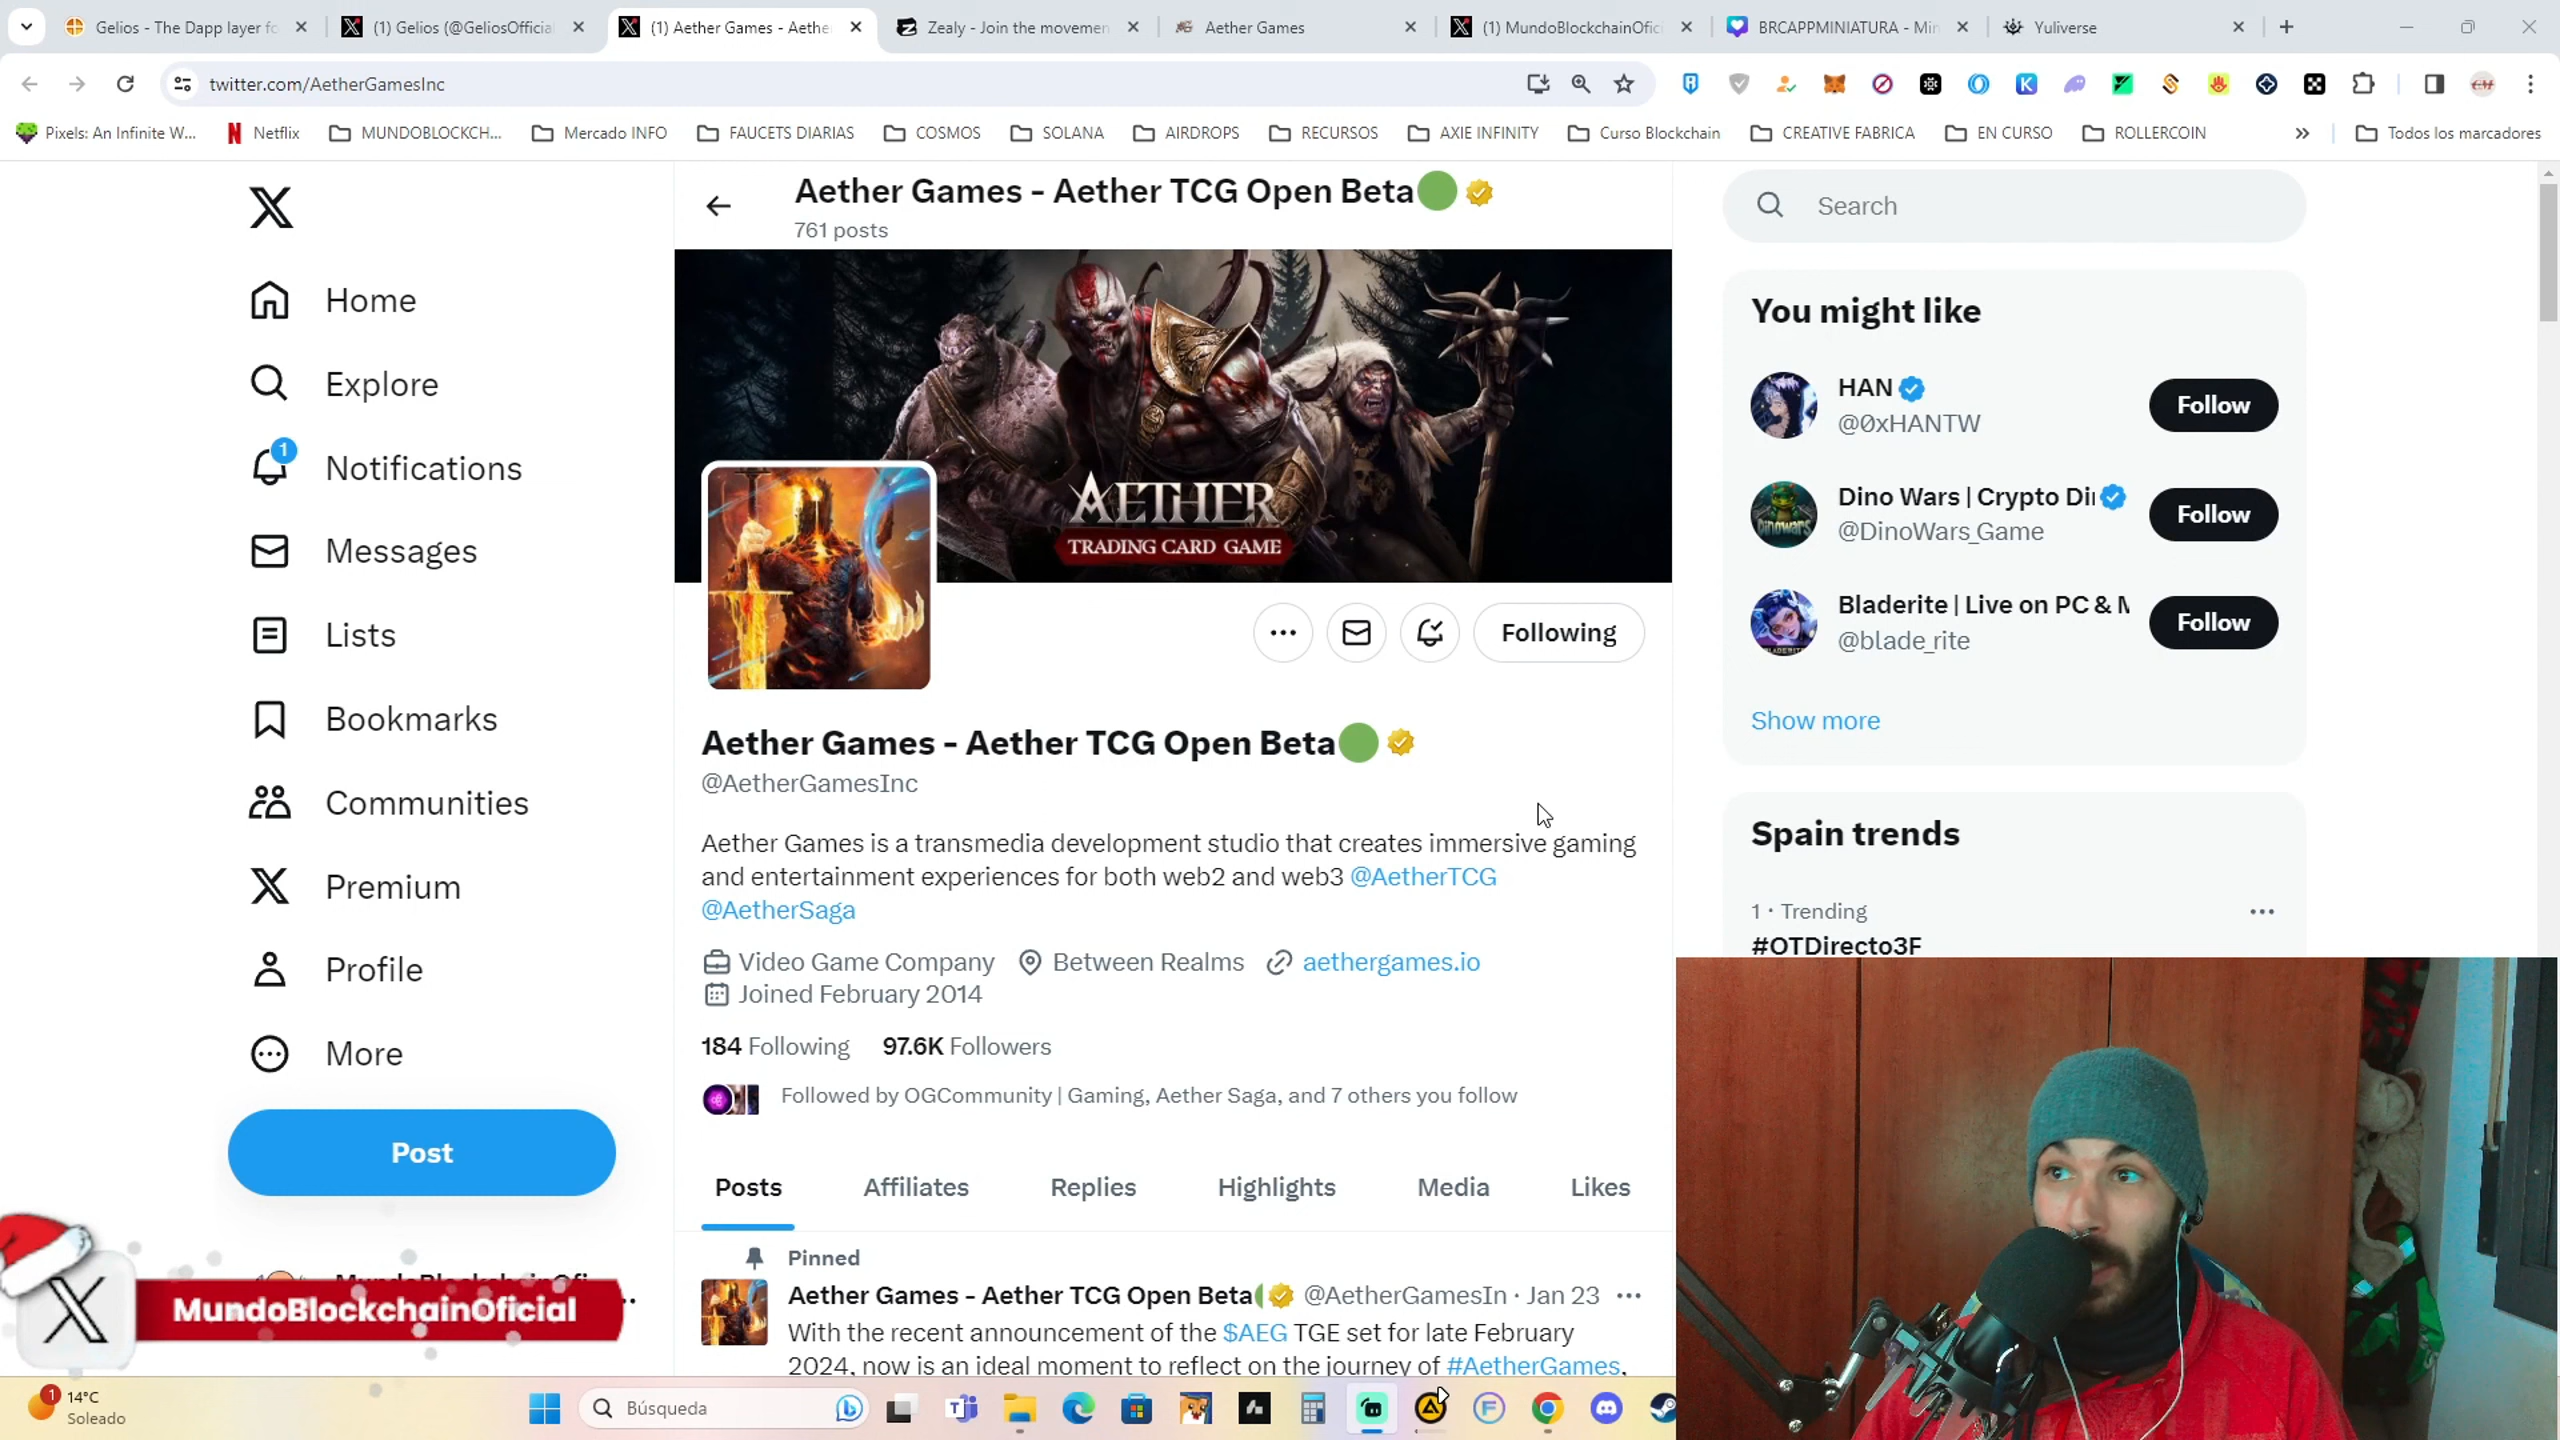 Gelios - The Dapp layer fo
(1) Gelios (@GeliosOfficial
(1) Aether Games - Aethe
Zealy - Join the movemen
Aether Games
(1) MundoBlockchainOfici
BRCAPPMINIATURA - Min
Yuliverse
twitter.com/AetherGamesInc
Pixels: An Infinite W...
Netflix
MUNDOBLOCKCH...
Mercado INFO
FAUCETS DIARIAS
COSMOS
SOLANA
AIRDROPS
RECURSOS
AXIE INFINITY
Curso Blockchain
CREATIVE FABRICA
EN CURSO
ROLLERCOIN
Todos los marcadores
Home
Explore
1
Notifications
Messages
Lists
Bookmarks
Communities
Premium
Profile
More
Post
MundoBlockchainOficial
Aether Games - Aether TCG Open Beta
761 posts
AETHER
TRADING CARD GAME
Following
Aether Games - Aether TCG Open Beta
@AetherGamesInc
Aether Games is a transmedia development studio that creates immersive gaming
and entertainment experiences for both web2 and web3 @AetherTCG
@AetherSaga
Video Game Company Between Realms aethergames.io
Joined February 2014
184 Following 97.6K Followers
Followed by OGCommunity | Gaming, Aether Saga, and 7 others you follow
Posts Affiliates Replies Highlights Media Likes
Pinned
Aether Games - Aether TCG Open Beta @AetherGamesIn · Jan 23
With the recent announcement of the $AEG TGE set for late February
2024, now is an ideal moment to reflect on the journey of #AetherGames,
Search
You might like
HAN
@0xHANTW
Follow
Dino Wars | Crypto Di
@DinoWars_Game
Follow
Bladerite | Live on PC & M
@blade_rite
Follow
Show more
Spain trends
1 · Trending
#OTDirecto3F
1
14°C
Soleado
Búsqueda